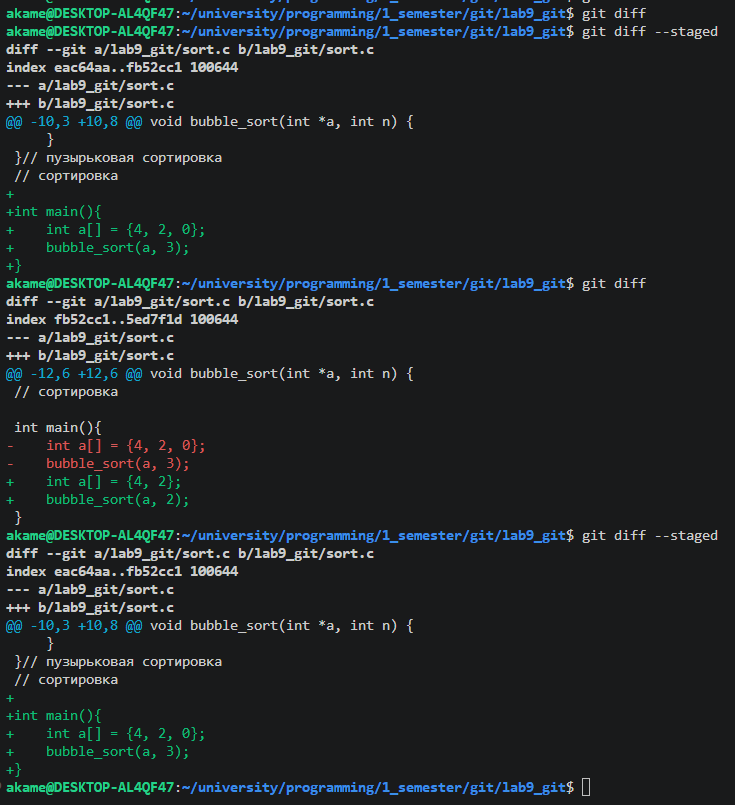 akame@DESKTOP-AL4QF47:~/university/programming/1_semester/git/lab9_git$ git diff
akame@DESKTOP-AL4QF47:~/university/programming/1_semester/git/lab9_git$ git diff --staged
diff --git a/lab9_git/sort.c b/lab9_git/sort.c
index eac64aa..fb52cc1 100644
--- a/lab9_git/sort.c
+++ b/lab9_git/sort.c
@@ -10,3 +10,8 @@ void bubble_sort(int *a, int n) {
     }
 }// пузырьковая сортировка
 // сортировка
+
+int main(){
+    int a[] = {4, 2, 0};
+    bubble_sort(a, 3);
+}
akame@DESKTOP-AL4QF47:~/university/programming/1_semester/git/lab9_git$ git diff
diff --git a/lab9_git/sort.c b/lab9_git/sort.c
index fb52cc1..5ed7f1d 100644
--- a/lab9_git/sort.c
+++ b/lab9_git/sort.c
@@ -12,6 +12,6 @@ void bubble_sort(int *a, int n) {
 // сортировка

 int main(){
-    int a[] = {4, 2, 0};
-    bubble_sort(a, 3);
+    int a[] = {4, 2};
+    bubble_sort(a, 2);
 }
akame@DESKTOP-AL4QF47:~/university/programming/1_semester/git/lab9_git$ git diff --staged
diff --git a/lab9_git/sort.c b/lab9_git/sort.c
index eac64aa..fb52cc1 100644
--- a/lab9_git/sort.c
+++ b/lab9_git/sort.c
@@ -10,3 +10,8 @@ void bubble_sort(int *a, int n) {
     }
 }// пузырьковая сортировка
 // сортировка
+
+int main(){
+    int a[] = {4, 2, 0};
+    bubble_sort(a, 3);
+}
akame@DESKTOP-AL4QF47:~/university/programming/1_semester/git/lab9_git$